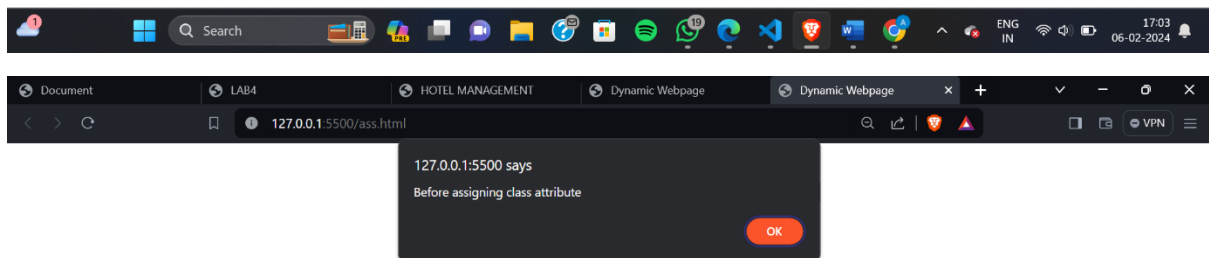 1
Search
PRE
19
ENG
IN
17:03
06-02-2024
Document
LAB4
HOTEL MANAGEMENT
Dynamic Webpage
Dynamic Webpage
127.0.0.1:5500/ass.html
VPN
127.0.0.1:5500 says
Before assigning class attribute
OK